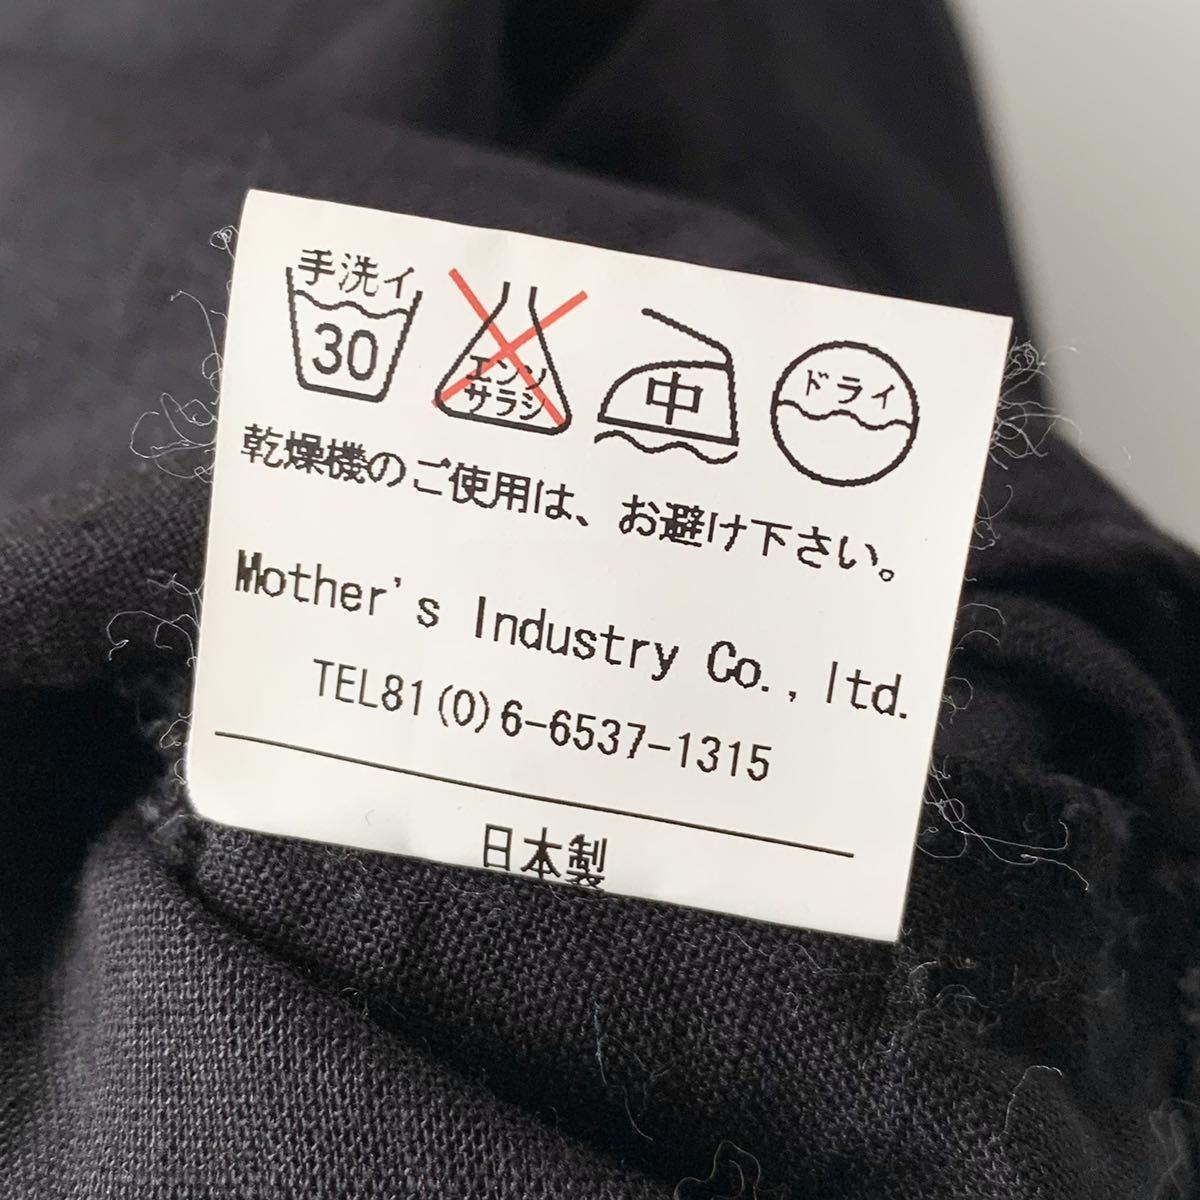 手洗イ
30
エンソ
サラシ
中
ドライ
乾燥機のご使用は、お避け下さい。
Mother's Industry Co., ltd.
TEL81(0)6-6537-1315
日本製